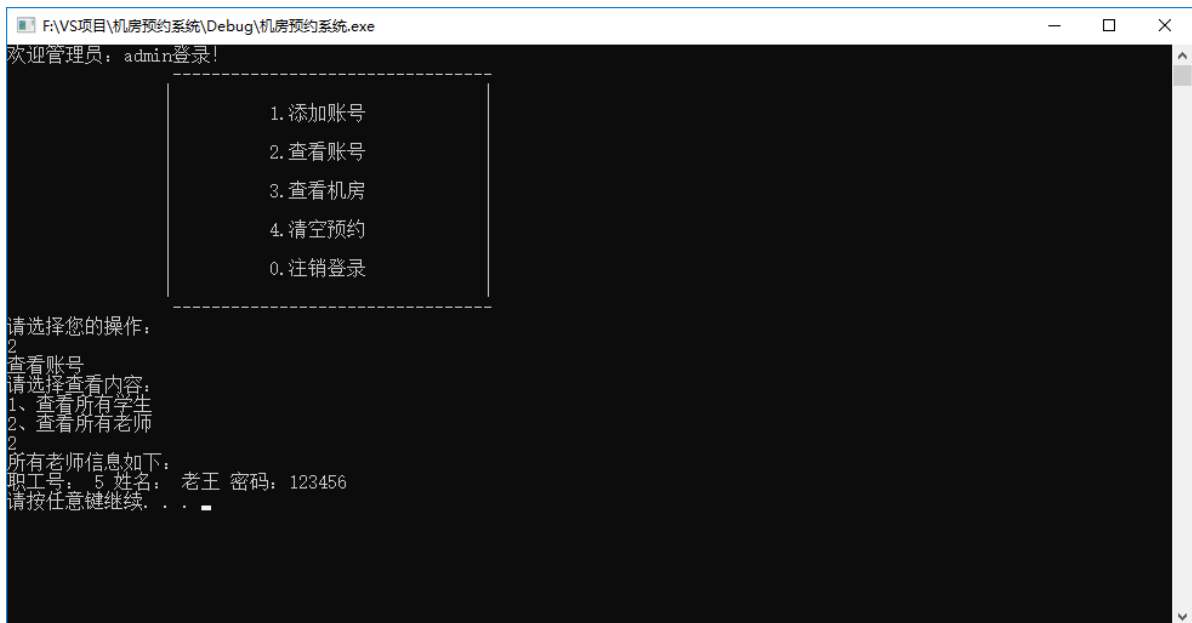 F:\VS项目\机房预约系统\Debug\机房预约系统.exe
欢迎管理员：admin登录!
---------------------------------
1.添加账号
2.查看账号
3.查看机房
4.清空预约
0.注销登录
---------------------------------
请选择您的操作：
2
查看账号
请选择查看内容：
1、查看所有学生
2、查看所有老师
2
所有老师信息如下：
职工号： 5 姓名： 老王 密码：123456
请按任意键继续. . .